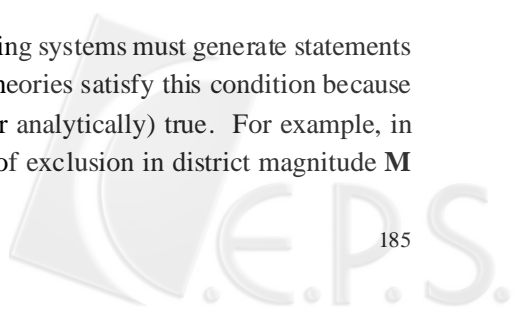 ing systems must generate statements
heories satisfy this condition because
r analytically) true. For example, in
of exclusion in district magnitude M
185
C.E.P.S.